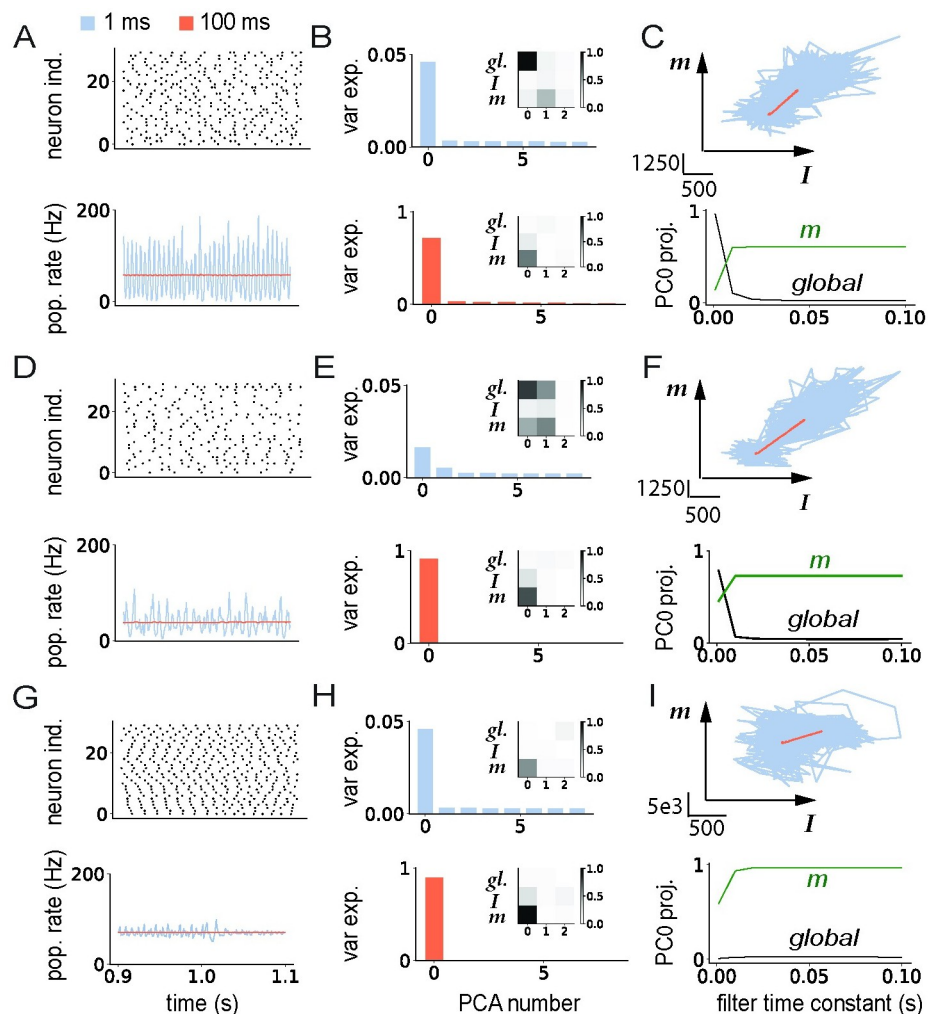 1 ms 100 ms
A
neuron ind.
20
0
pop. rate (Hz)
200
0
B
var exp.
0.05
0.00
0 5
gl.
I
m
0 1 2
1.0
0.5
0.0
var exp.
1
0
0 5
gl.
I
m
0 1 2
1.0
0.5
0.0
C
m
I
1250
500
PC0 proj.
1
0
m
global
0.00 0.05 0.10
D
neuron ind.
20
0
pop. rate (Hz)
200
0
E
var exp.
0.05
0.00
0 5
gl.
I
m
0 1 2
1.0
0.5
0.0
var exp.
1
0
0 5
gl.
I
m
0 1 2
1.0
0.5
0.0
F
m
I
1250
500
PC0 proj.
1
0
m
global
0.00 0.05 0.10
G
neuron ind.
20
0
pop. rate (Hz)
200
0
0.9 1.0 1.1
time (s)
H
var exp.
0.05
0.00
0 5
gl.
I
m
0 1 2
1.0
0.5
0.0
var exp.
1
0
0 5
gl.
I
m
0 1 2
1.0
0.5
0.0
PCA number
I
m
I
5e3
500
PC0 proj.
1
0
m
global
0.00 0.05 0.10
filter time constant (s)